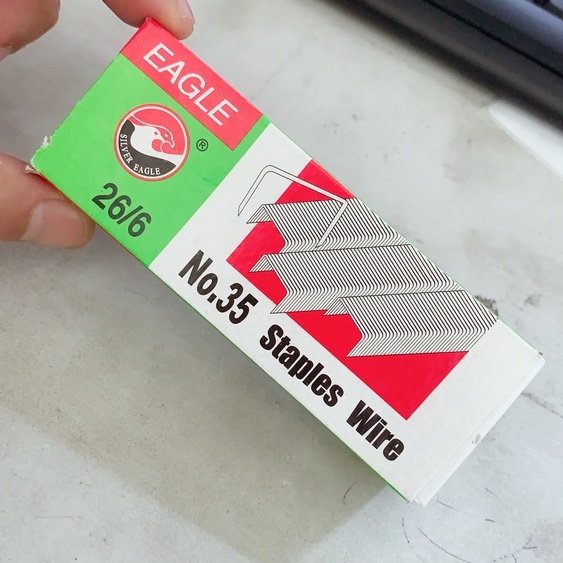 EAGLE
SILVER EAGLE
®
26/6
No.35 Staples Wire